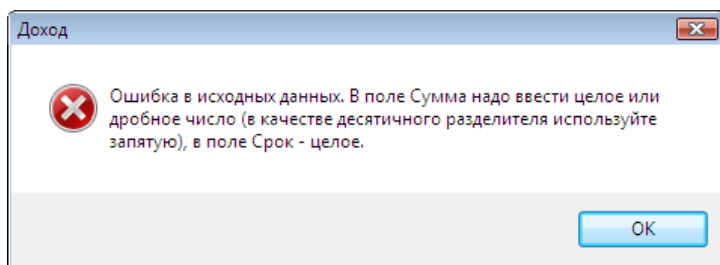 Доход
Ошибка в исходных данных. В поле Сумма надо ввести целое или
дробное число (в качестве десятичного разделителя используйте
запятую), в поле Срок - целое.
OK